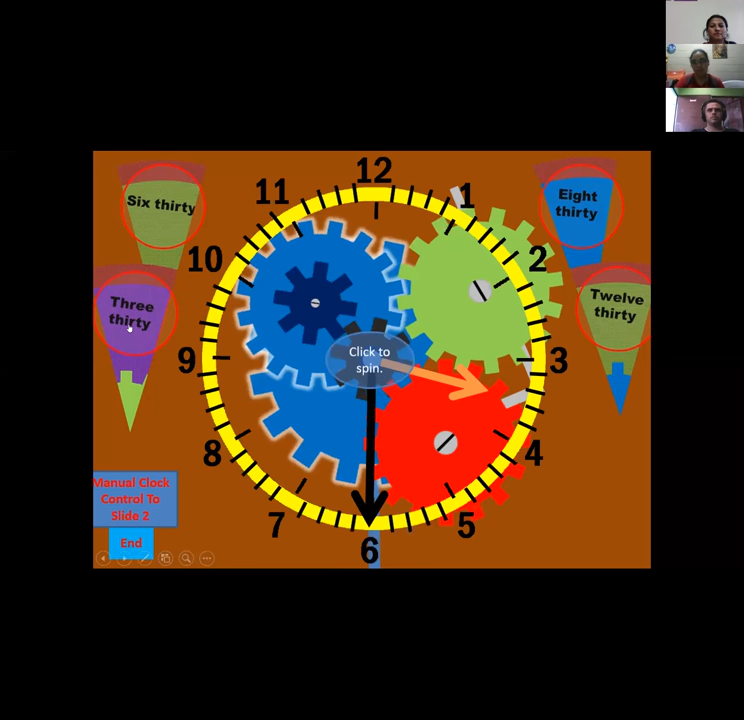 Six thirty
Three
thirty
Eight
thirty
Twelve
thirty
12
1
2
3
4
5
6
7
8
9
10
11
Click to
spin.
Manual Clock
Control To
Slide 2
End